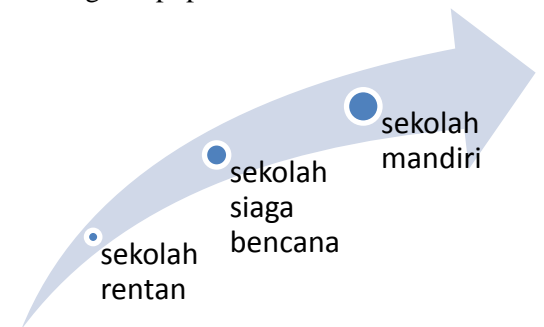 sekolah
mandiri
sekolah
siaga
bencana
sekolah
rentan